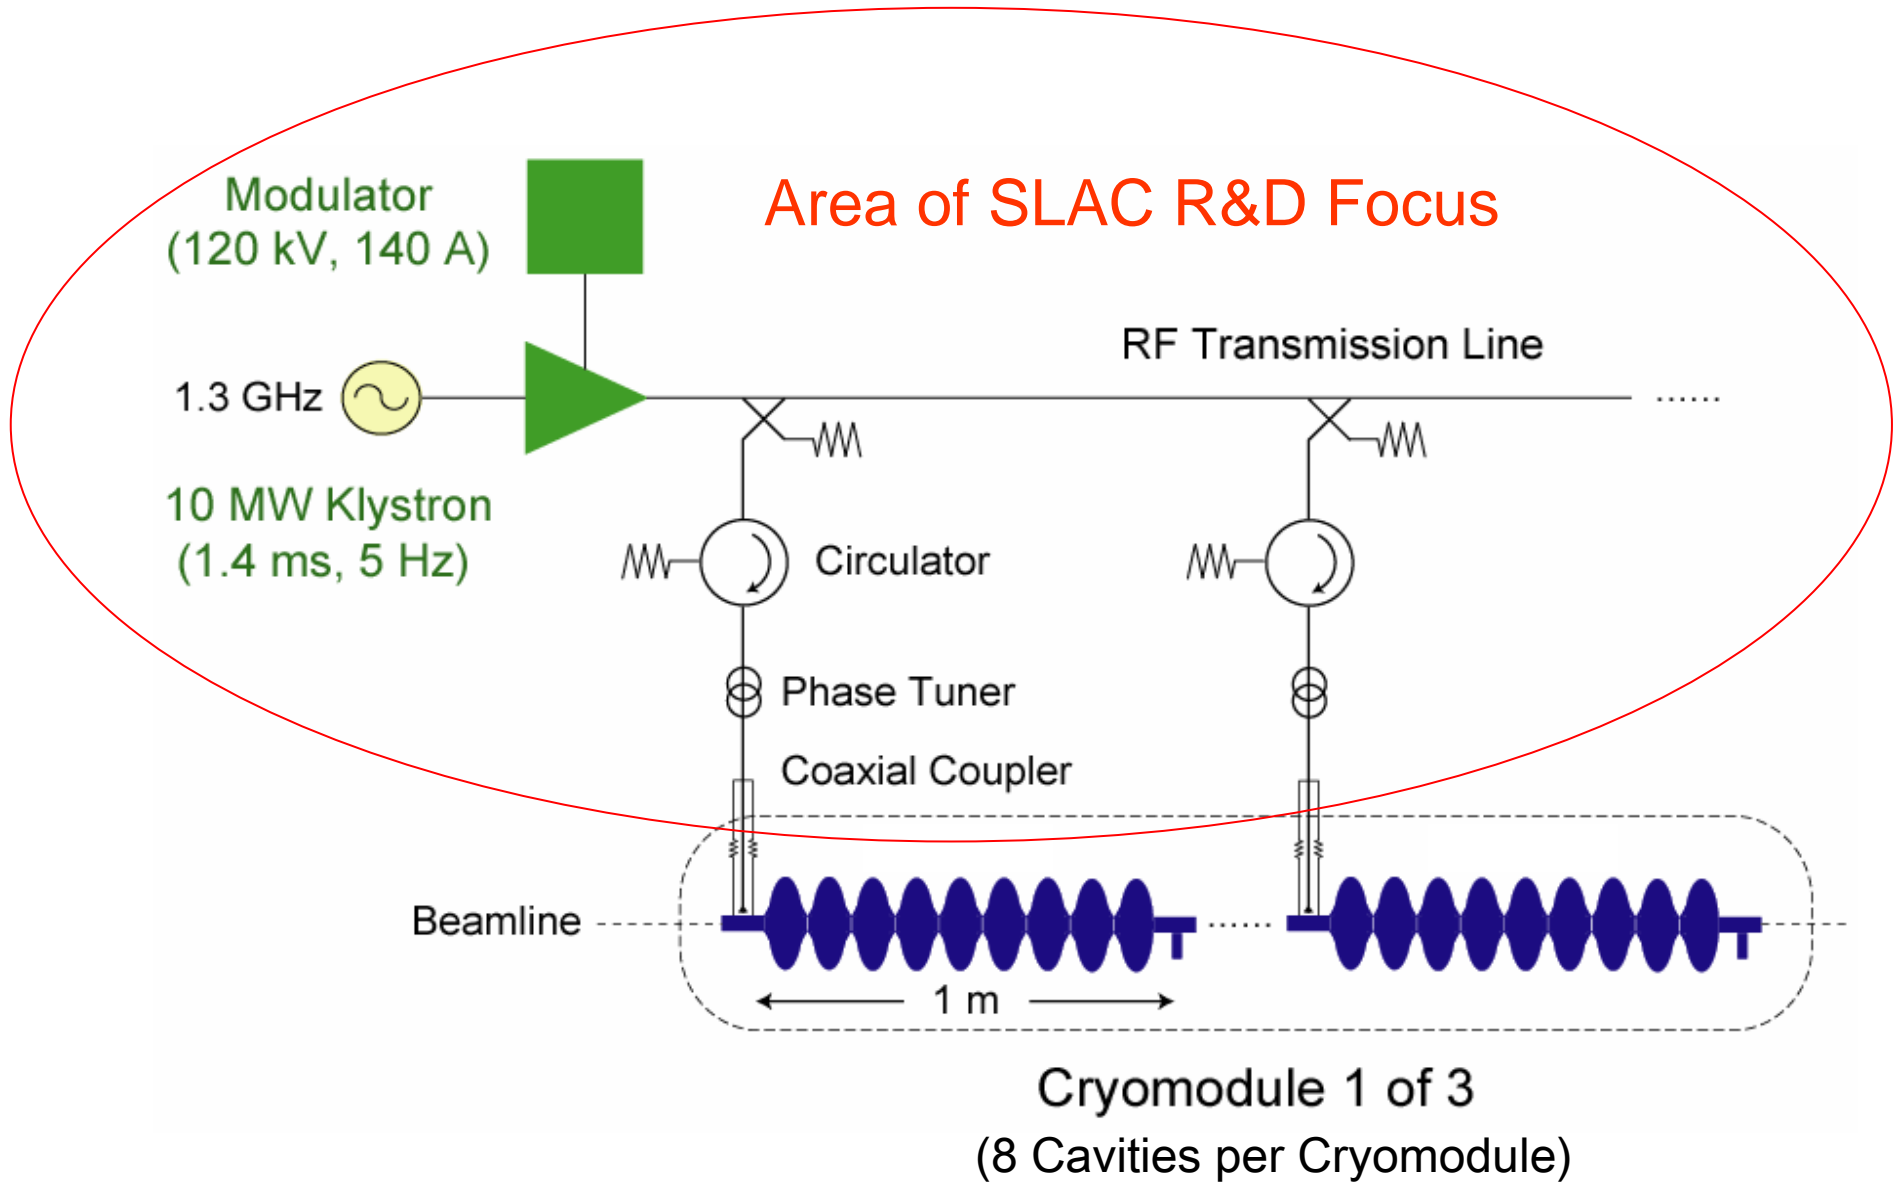 Modulator
(120 kV, 140 A)
Area of SLAC R&D Focus
RF Transmission Line
1.3 GHz
......
10 MW Klystron
(1.4 ms, 5 Hz)
Circulator
Phase Tuner
Coaxial Coupler
Beamline
......
1 m
Cryomodule 1 of 3
(8 Cavities per Cryomodule)